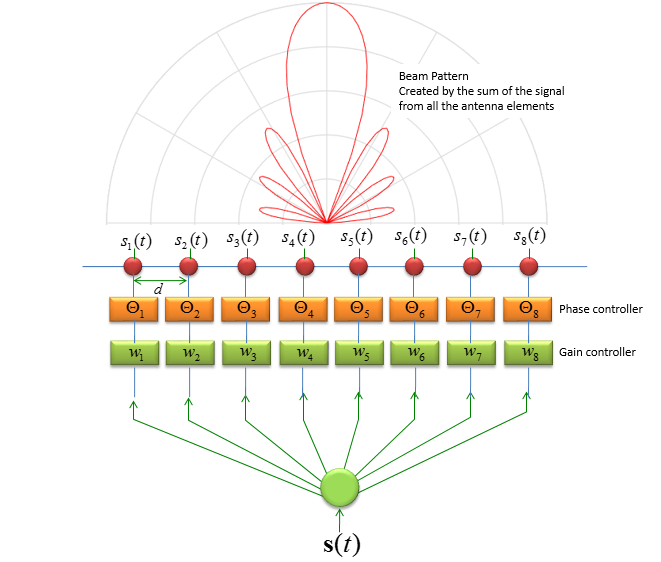 Beam Pattern
Created by the sum of the signal
from all the antenna elements
s₁(t) s₂(t) s₃(t) s₄(t) s₅(t) s₆(t) s₇(t) s₈(t)
d
Θ₁ Θ₂ Θ₃ Θ₄ Θ₅ Θ₆ Θ₇ Θ₈ Phase controller
w₁ w₂ w₃ w₄ w₅ w₆ w₇ w₈ Gain controller
s(t)